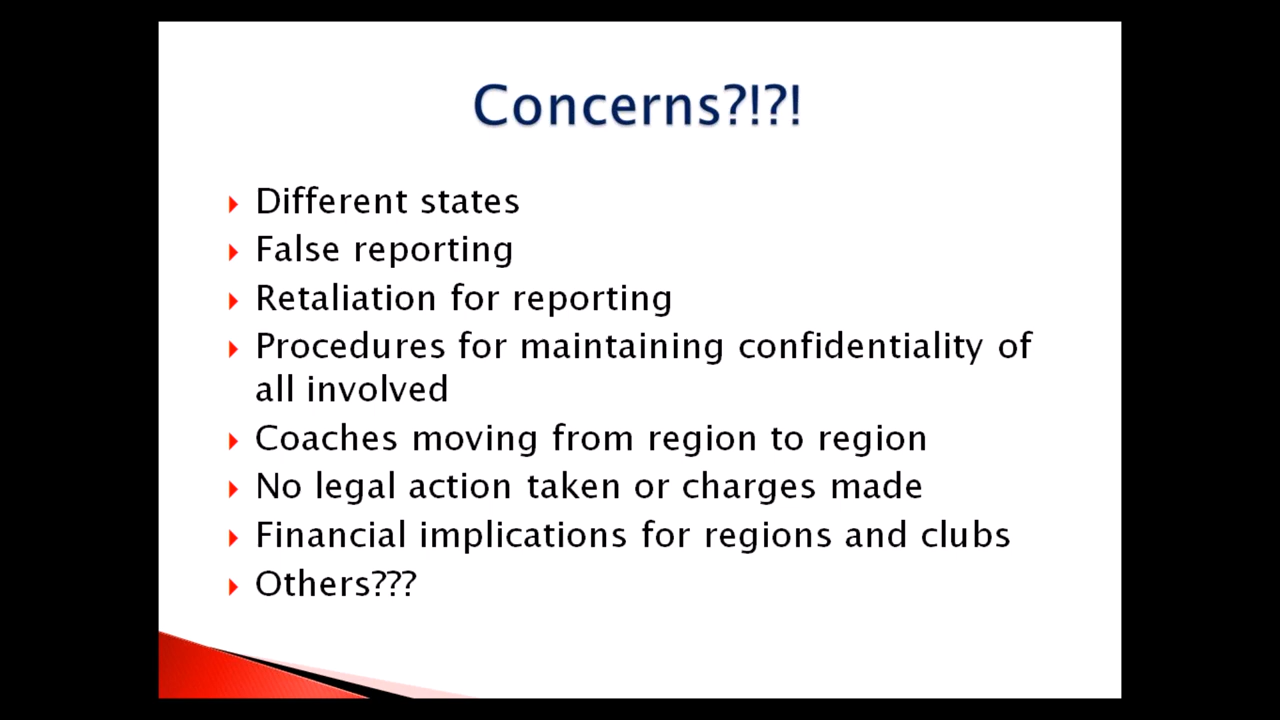 Concerns?!?!
Different states
False reporting
Retaliation for reporting
Procedures for maintaining confidentiality of
all involved
Coaches moving from region to region
No legal action taken or charges made
Financial implications for regions and clubs
Others???